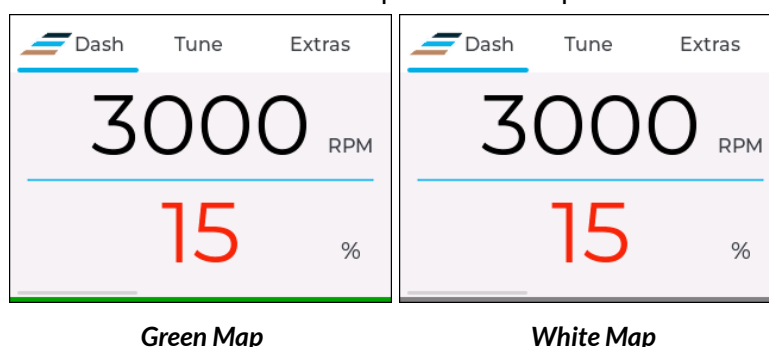 Dash Tune Extras
3000 RPM
15 %
Dash Tune Extras
3000 RPM
15 %
Green Map
White Map